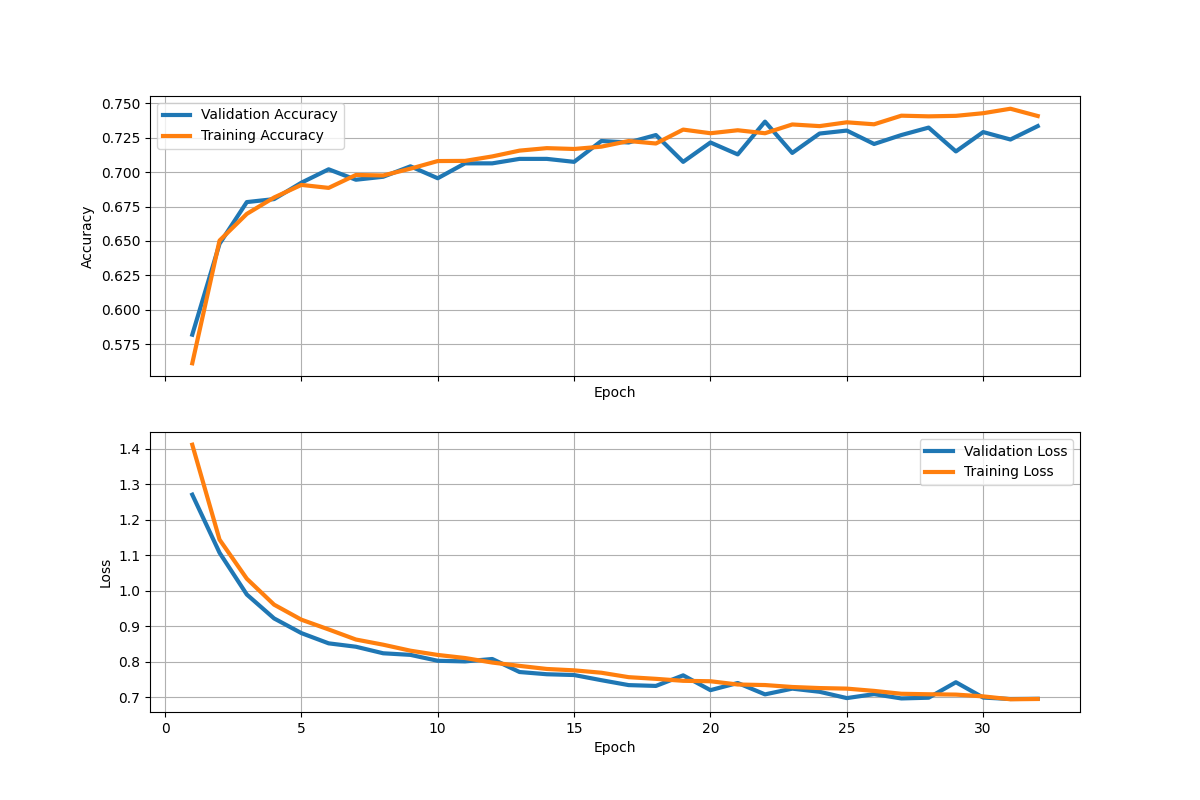 0.750
0.725
0.700
0.675
0.650
0.625
0.600
0.575
Accuracy
Validation Accuracy
Training Accuracy
Epoch
1.4
1.3
1.2
1.1
1.0
0.9
0.8
0.7
Loss
Validation Loss
Training Loss
0 5 10 15 20 25 30
Epoch